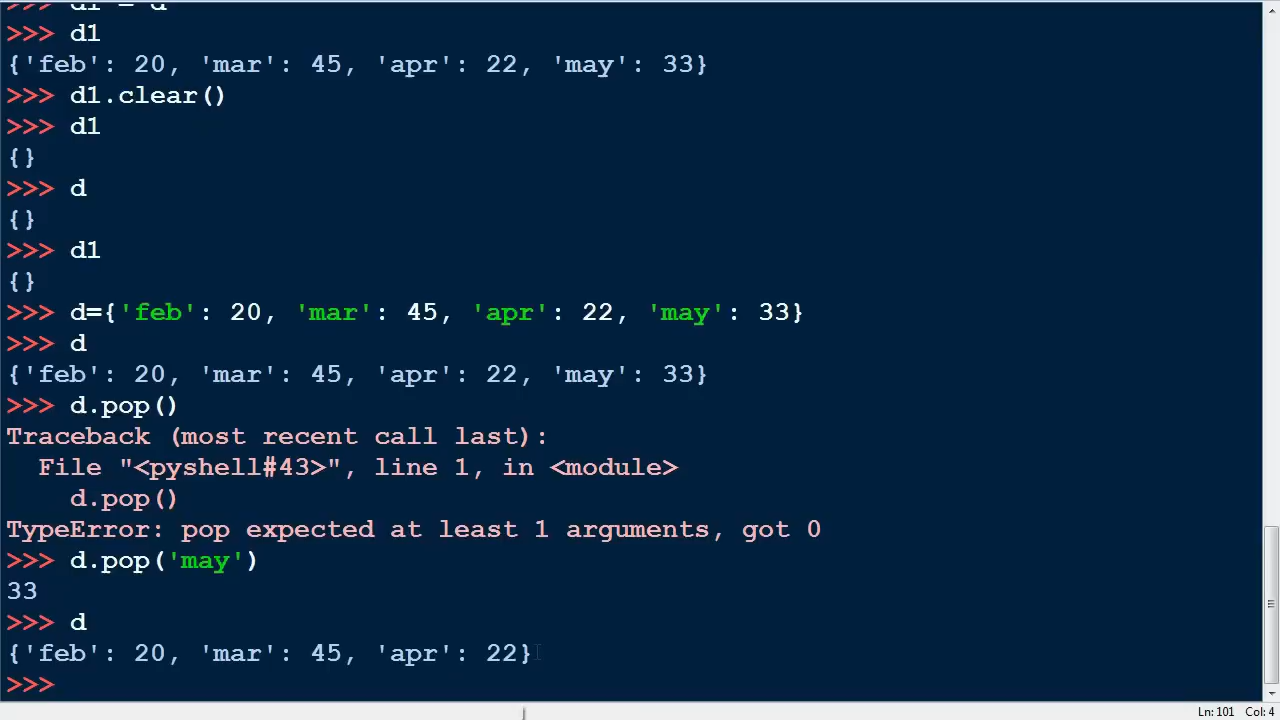 >>> d1 = d
>>> d1
{'feb': 20, 'mar': 45, 'apr': 22, 'may': 33}
>>> d1.clear()
>>> d1
{}
>>> d
{}
>>> d1
{}
>>> d={'feb': 20, 'mar': 45, 'apr': 22, 'may': 33}
>>> d
{'feb': 20, 'mar': 45, 'apr': 22, 'may': 33}
>>> d.pop()
Traceback (most recent call last):
  File "<pyshell#43>", line 1, in <module>
    d.pop()
TypeError: pop expected at least 1 arguments, got 0
>>> d.pop('may')
33
>>> d
{'feb': 20, 'mar': 45, 'apr': 22}
>>>
Ln: 101 Col: 4